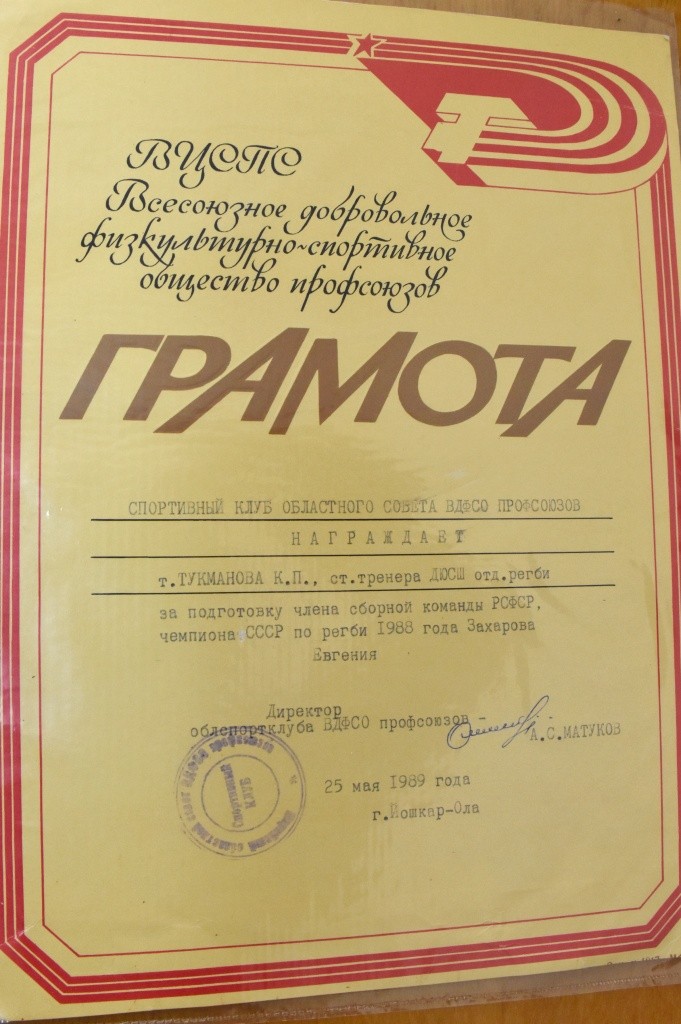 ВЦСПС
Всесоюзное добровольное
физкультурно-спортивное
общество профсоюзов
ГРАМОТА
СПОРТИВНЫЙ КЛУБ ОБЛАСТНОГО СОВЕТА ВДФСО ПРОФСОЮЗОВ
НАГРАЖДАЕТ
т.ТУКМАНОВА К.П., ст.тренера ДЮСШ отд.регби
за подготовку члена сборной команды РСФСР,
чемпиона СССР по регби 1988 года Захарова
Евгения
Директор
облспортклуба ВДФСО профсоюзов -
А.С.МАТУКОВ
25 мая 1989 года
г.Йошкар-Ола
Спортивный
КЛУБ